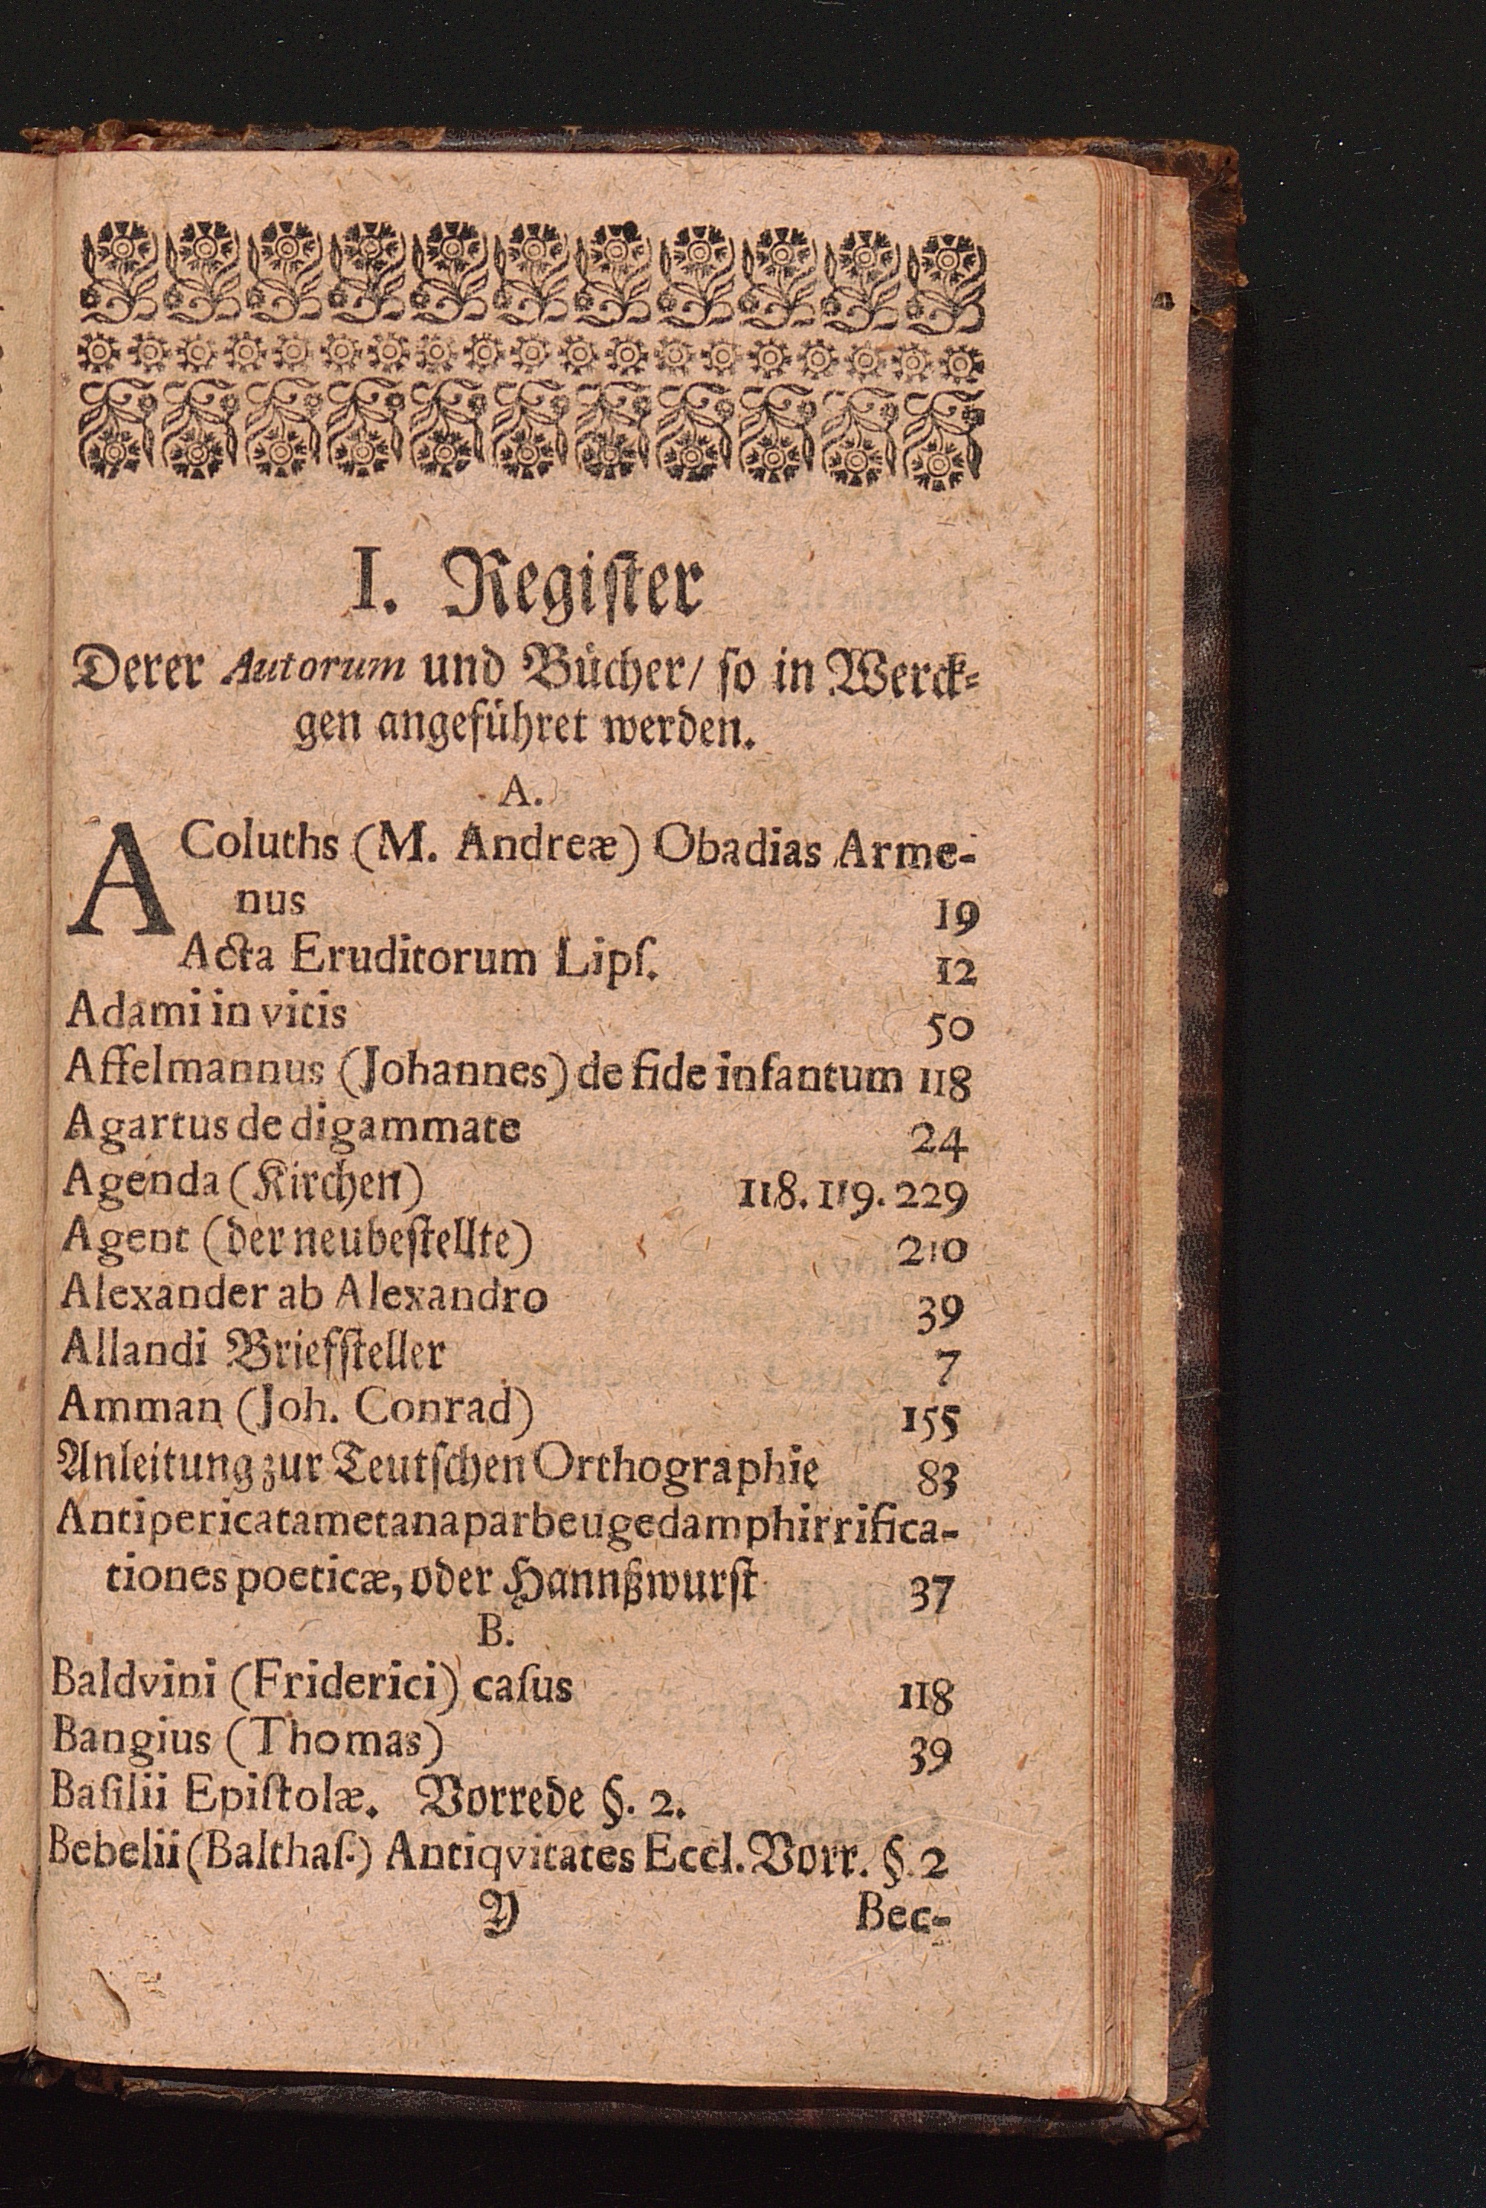 I. Regiſter
Derer Autorum und Bücher/ ſo in Werck-
gen angeführet werden.
A.
AColuths (M. Andreæ) Obadias Arme-
nus 19
Acta Eruditorum Lipſ. 12
Adami in vitis 50
Affelmannus (Johannes) de fide infantum 118
Agartus de digammate 24
Agenda (Kirchen) 118. 119. 229
Agent (der neubeſtellte) 210
Alexander ab Alexandro 39
Allandi Briefſteller 7
Amman (Joh. Conrad) 155
Anleitung zur Teutſchen Orthographie 83
Antipericatametanaparbeugedamphirrifica-
tiones poeticæ, oder Hannßwurſt 37
B.
Baldvini (Friderici) caſus 118
Bangius (Thomas) 39
Baſilii Epiſtolæ. Vorrede §. 2.
Bebelii (Balthaſ.) Antiqvitates Eccl. Vorr. §. 2
Y Bec-